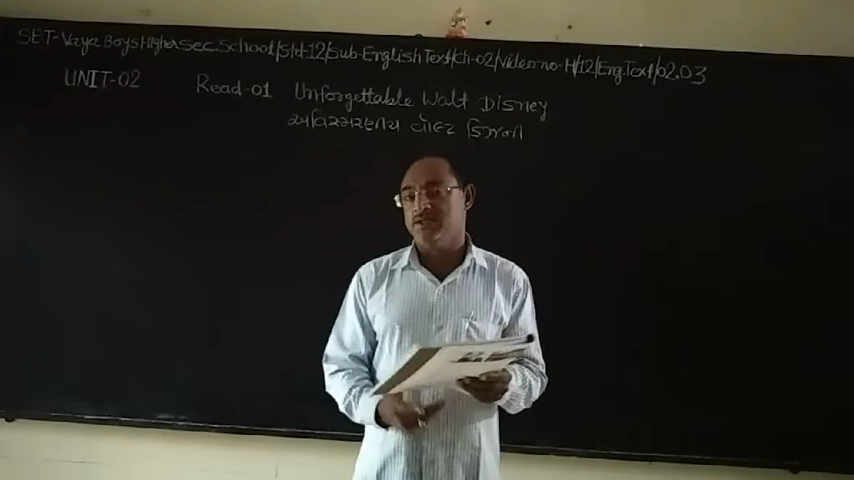 SET-Vaya Boys Higher Sec. School/Std-12/Sub-English Text/Ch-02/Video no-H/12/Eng.Text/02.03
UNIT-02 Read-01 Unforgettable Walt Disney
અવિસ્મરણીય વોલ્ટ ડિઝની